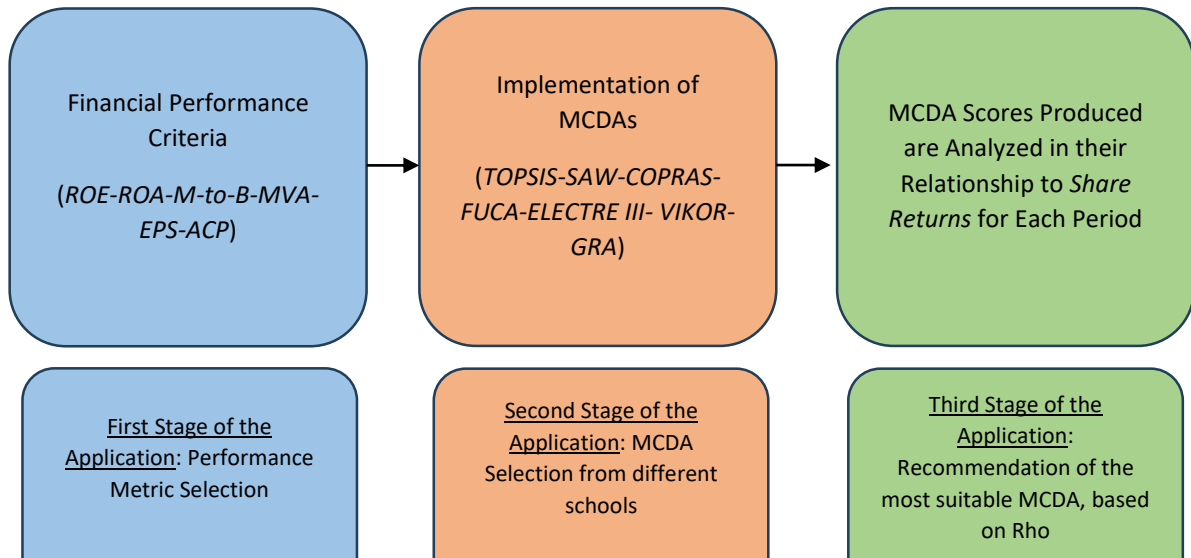 Financial Performance
Criteria
(ROE-ROA-M-to-B-MVA-
EPS-ACP)
Implementation of
MCDAs
(TOPSIS-SAW-COPRAS-
FUCA-ELECTRE III- VIKOR-
GRA)
MCDA Scores Produced
are Analyzed in their
Relationship to Share
Returns for Each Period
First Stage of the
Application: Performance
Metric Selection
Second Stage of the
Application: MCDA
Selection from different
schools
Third Stage of the
Application:
Recommendation of the
most suitable MCDA, based
on Rho